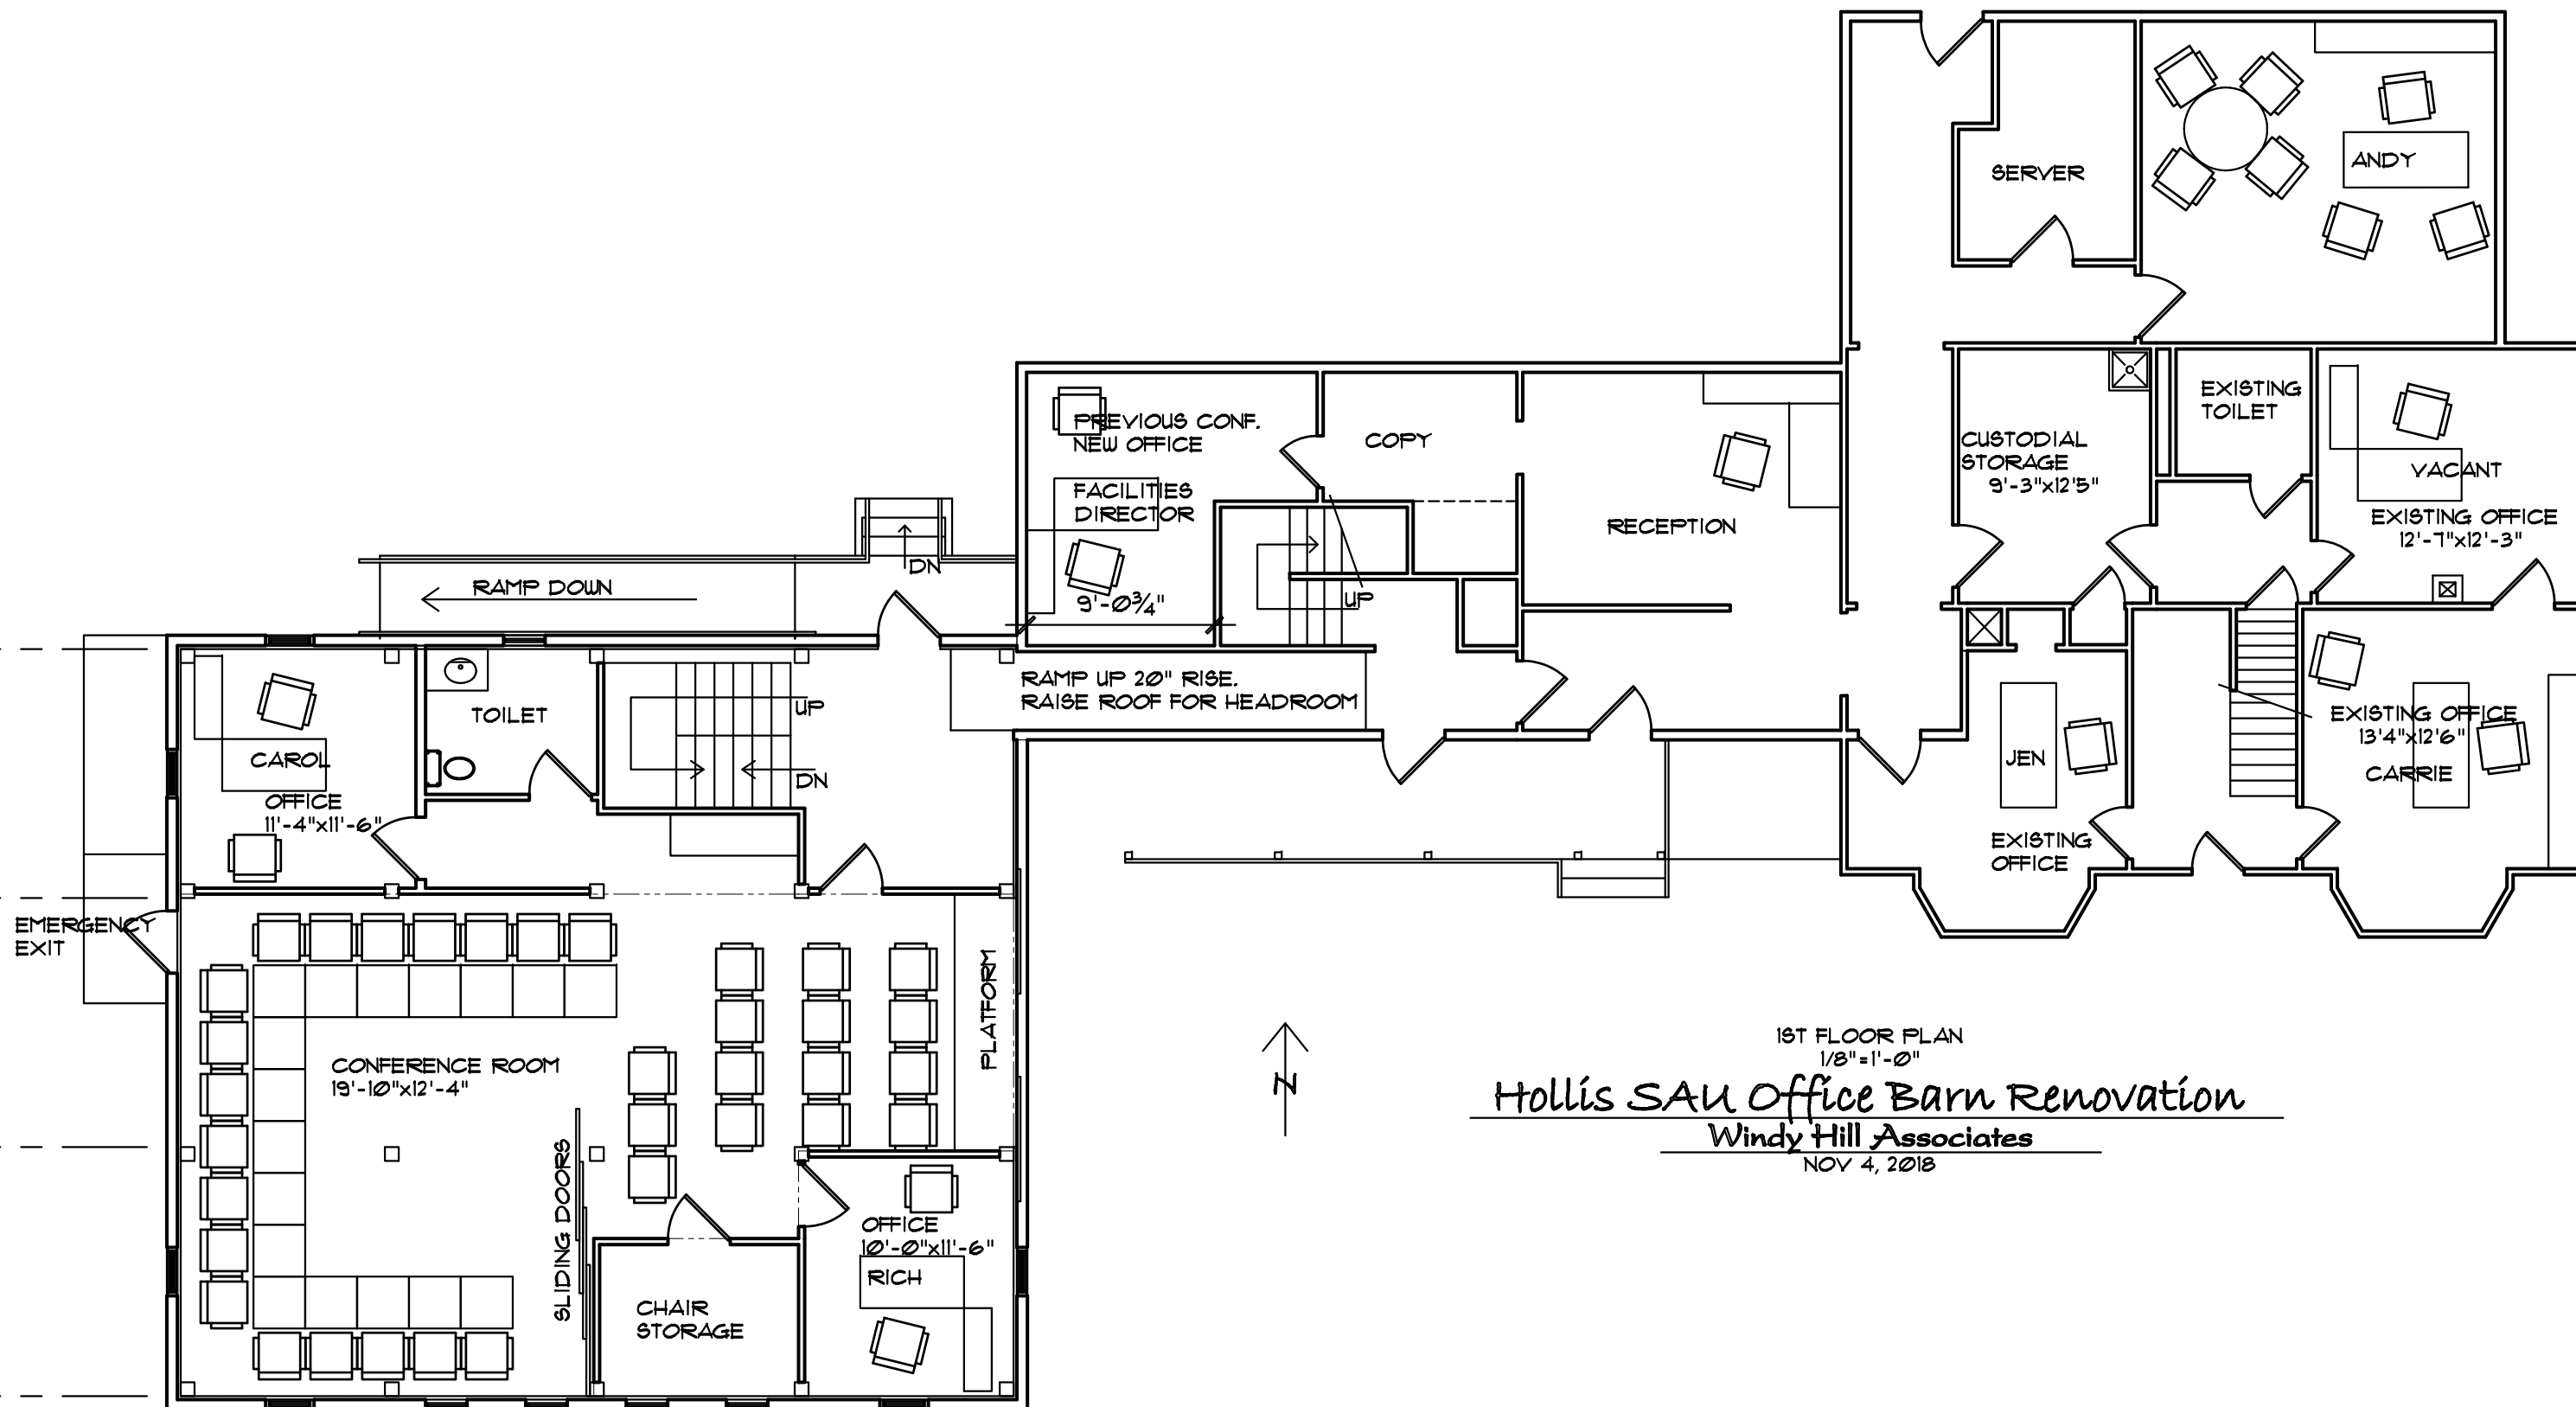 SERVER
ANDY
PREVIOUS CONF.
NEW OFFICE
FACILITIES
DIRECTOR
9'-0¾"
COPY
UP
RECEPTION
CUSTODIAL
STORAGE
9'-3"x12'5"
EXISTING
TOILET
VACANT
EXISTING OFFICE
12'-7"x12'-3"
RAMP DOWN
DN
RAMP UP 20" RISE.
RAISE ROOF FOR HEADROOM
CAROL
OFFICE
11'-4"x11'-6"
TOILET
UP
DN
JEN
EXISTING
OFFICE
EXISTING OFFICE
13'4"x12'6"
CARRIE
EMERGENCY
EXIT
CONFERENCE ROOM
19'-10"x12'-4"
SLIDING DOORS
PLATFORM
OFFICE
10'-0"x11'-6"
RICH
CHAIR
STORAGE
N
1ST FLOOR PLAN
1/8"=1'-0"
Hollis SAU Office Barn Renovation
Windy Hill Associates
NOV 4, 2018